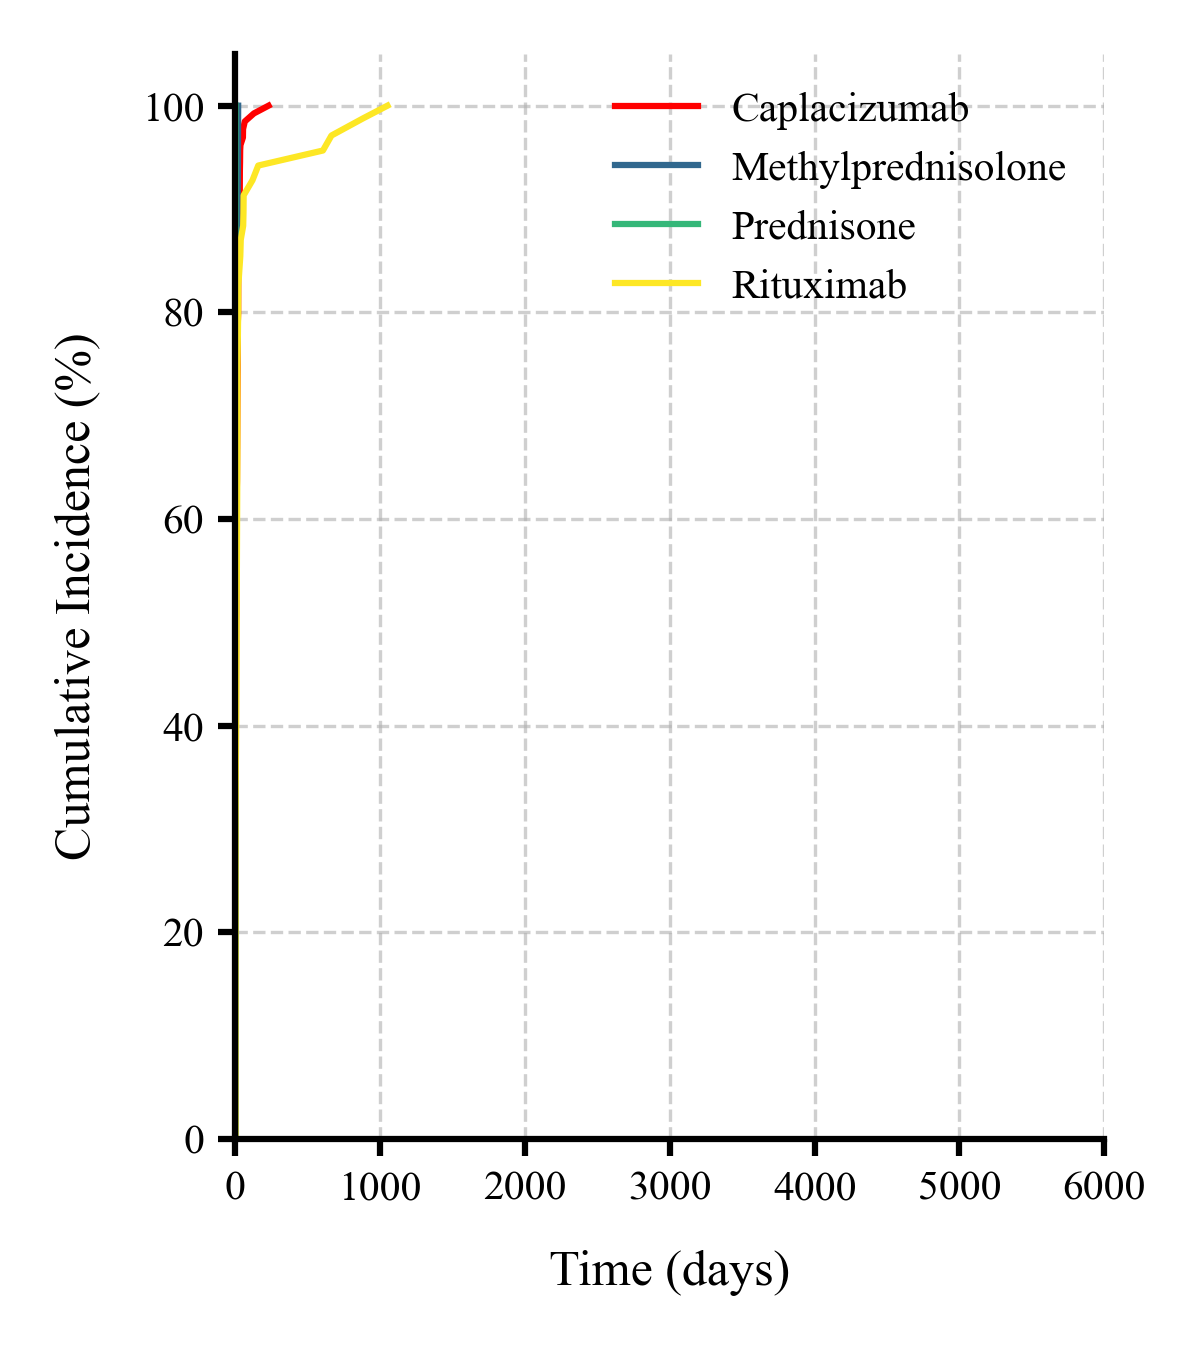 100
80
60
40
20
0
Cumulative Incidence (%)
Caplacizumab
Methylprednisolone
Prednisone
Rituximab
0 1000 2000 3000 4000 5000 6000
Time (days)